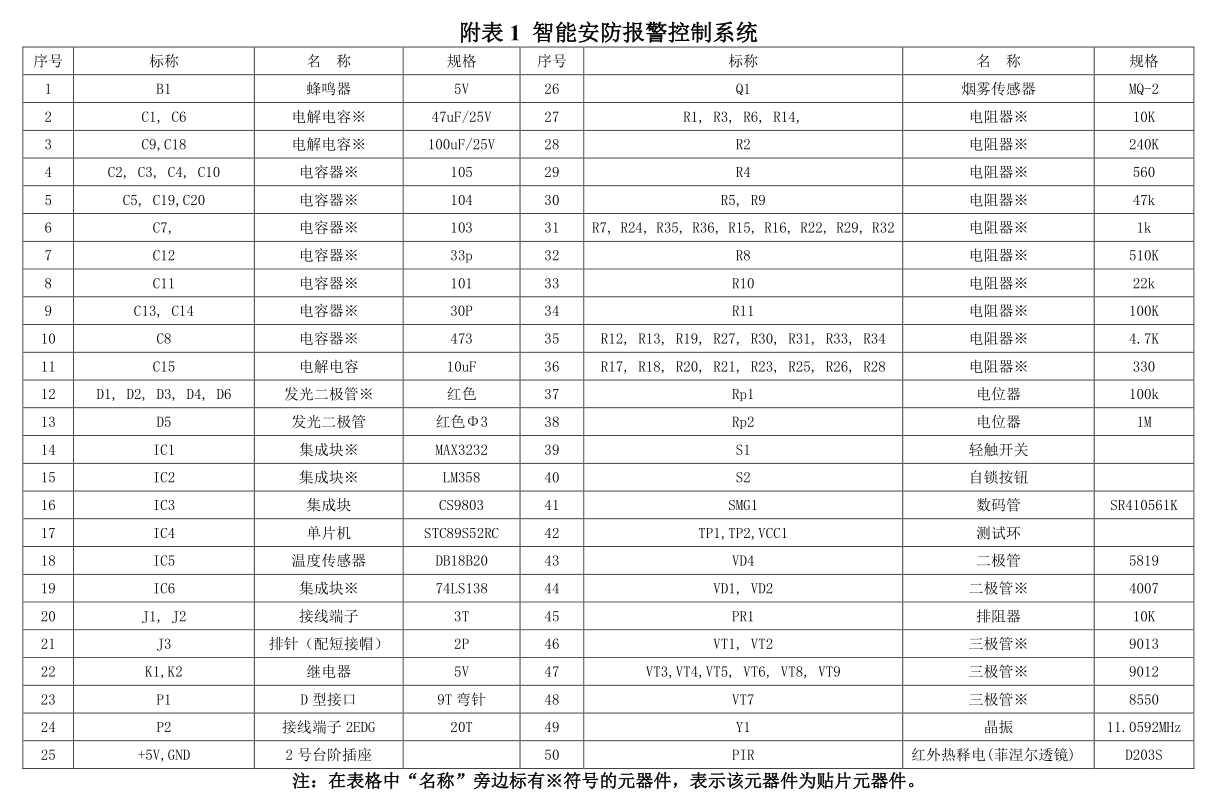 附表 1 智能安防报警控制系统
序号 标称 名 称 规格 序号 标称 名 称 规格
1 B1 蜂鸣器 5V 26 Q1 烟雾传感器 MQ-2
2 C1, C6 电解电容※ 47uF/25V 27 R1, R3, R6, R14, 电阻器※ 10K
3 C9,C18 电解电容※ 100uF/25V 28 R2 电阻器※ 240K
4 C2, C3, C4, C10 电容器※ 105 29 R4 电阻器※ 560
5 C5, C19,C20 电容器※ 104 30 R5, R9 电阻器※ 47k
6 C7, 电容器※ 103 31 R7, R24, R35, R36, R15, R16, R22, R29, R32 电阻器※ 1k
7 C12 电容器※ 33p 32 R8 电阻器※ 510K
8 C11 电容器※ 101 33 R10 电阻器※ 22k
9 C13, C14 电容器※ 30P 34 R11 电阻器※ 100K
10 C8 电容器※ 473 35 R12, R13, R19, R27, R30, R31, R33, R34 电阻器※ 4.7K
11 C15 电解电容 10uF 36 R17, R18, R20, R21, R23, R25, R26, R28 电阻器※ 330
12 D1, D2, D3, D4, D6 发光二极管※ 红色 37 Rp1 电位器 100k
13 D5 发光二极管 红色Φ3 38 Rp2 电位器 1M
14 IC1 集成块※ MAX3232 39 S1 轻触开关
15 IC2 集成块※ LM358 40 S2 自锁按钮
16 IC3 集成块 CS9803 41 SMG1 数码管 SR410561K
17 IC4 单片机 STC89S52RC 42 TP1,TP2,VCC1 测试环
18 IC5 温度传感器 DB18B20 43 VD4 二极管 5819
19 IC6 集成块※ 74LS138 44 VD1, VD2 二极管※ 4007
20 J1, J2 接线端子 3T 45 PR1 排阻器 10K
21 J3 排针（配短接帽） 2P 46 VT1, VT2 三极管※ 9013
22 K1,K2 继电器 5V 47 VT3,VT4,VT5, VT6, VT8, VT9 三极管※ 9012
23 P1 D 型接口 9T 弯针 48 VT7 三极管※ 8550
24 P2 接线端子 2EDG 20T 49 Y1 晶振 11.0592MHz
25 +5V,GND 2 号台阶插座 50 PIR 红外热释电(菲涅尔透镜) D203S
注：在表格中“名称”旁边标有※符号的元器件，表示该元器件为贴片元器件。